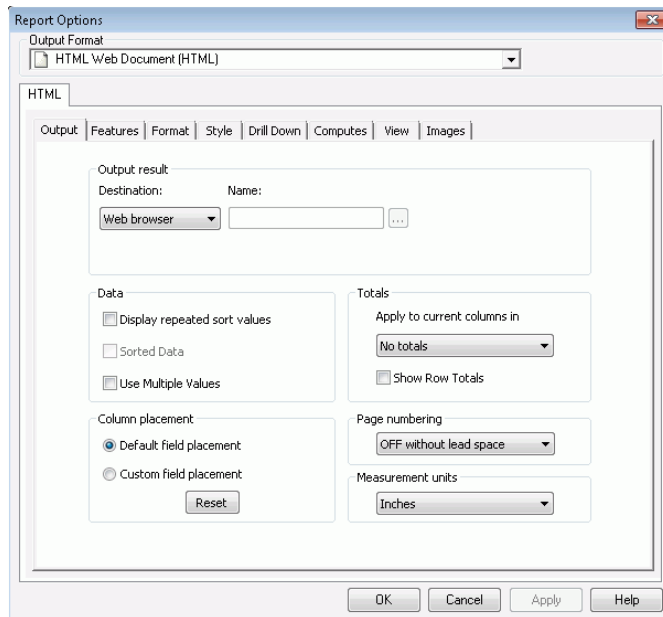 Report Options
Output Format
HTML Web Document (HTML)
HTML
Output Features Format Style Drill Down Computes View Images
Output result
Destination: Name:
Web browser ...
Data
Display repeated sort values
Sorted Data
Use Multiple Values
Totals
Apply to current columns in
No totals
Show Row Totals
Column placement
Default field placement
Custom field placement
Reset
Page numbering
OFF without lead space
Measurement units
Inches
OK Cancel Apply Help